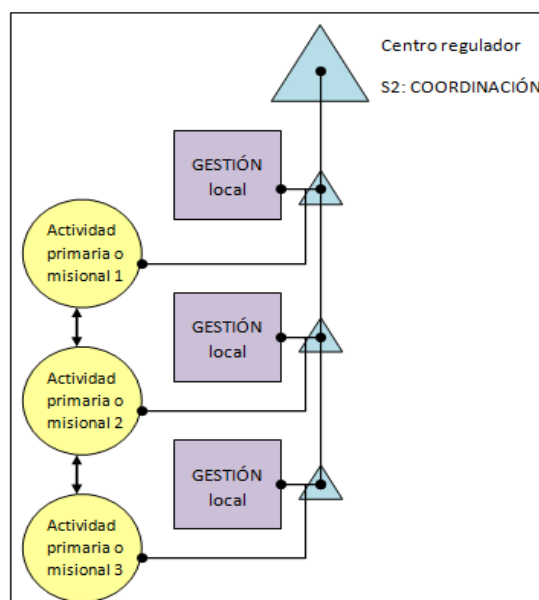 Centro regulador
S2: COORDINACIÓN
GESTIÓN
local
Actividad
primaria o
misional 1
GESTIÓN
local
Actividad
primaria o
misional 2
GESTIÓN
local
Actividad
primaria o
misional 3